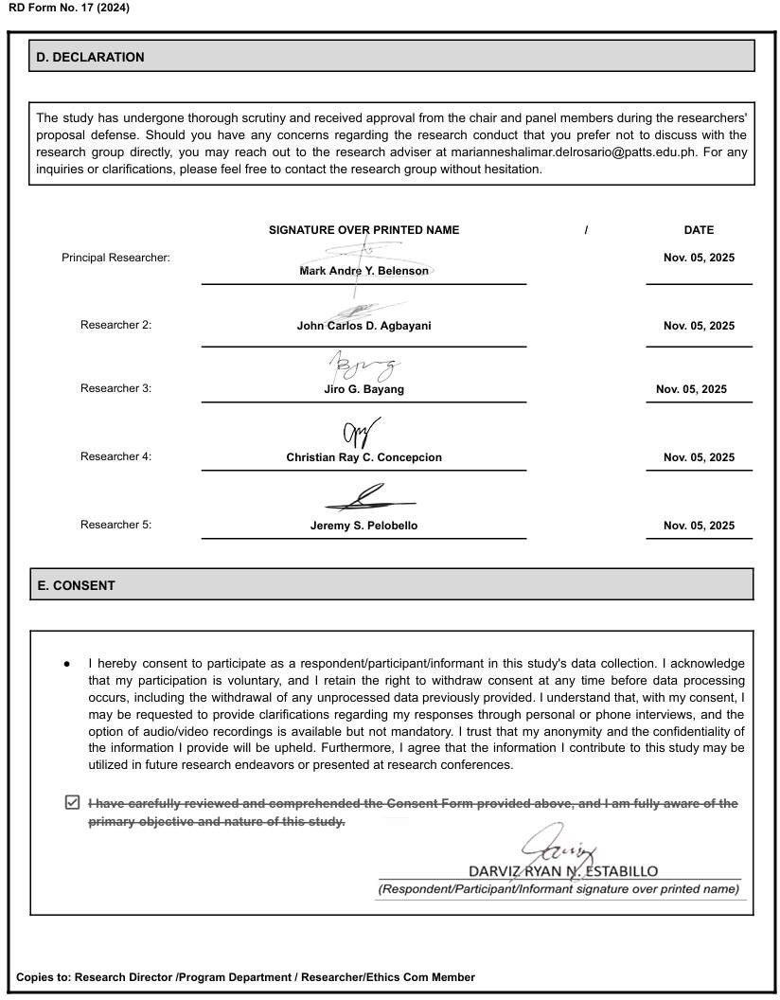 RD Form No. 17 (2024)
D. DECLARATION
The study has undergone thorough scrutiny and received approval from the chair and panel members during the researchers'
proposal defense. Should you have any concerns regarding the research conduct that you prefer not to discuss with the
research group directly, you may reach out to the research adviser at marianneshalimar.delrosario@patts.edu.ph. For any
inquiries or clarifications, please feel free to contact the research group without hesitation.
SIGNATURE OVER PRINTED NAME / DATE
Principal Researcher: Mark Andre Y. Belenson Nov. 05, 2025
Researcher 2: John Carlos D. Agbayani Nov. 05, 2025
Researcher 3: Jiro G. Bayang Nov. 05, 2025
Researcher 4: Christian Ray C. Concepcion Nov. 05, 2025
Researcher 5: Jeremy S. Pelobello Nov. 05, 2025
E. CONSENT
● I hereby consent to participate as a respondent/participant/informant in this study's data collection. I acknowledge
that my participation is voluntary, and I retain the right to withdraw consent at any time before data processing
occurs, including the withdrawal of any unprocessed data previously provided. I understand that, with my consent, I
may be requested to provide clarifications regarding my responses through personal or phone interviews, and the
option of audio/video recordings is available but not mandatory. I trust that my anonymity and the confidentiality of
the information I provide will be upheld. Furthermore, I agree that the information I contribute to this study may be
utilized in future research endeavors or presented at research conferences.
☑ I have carefully reviewed and comprehended the Consent Form provided above, and I am fully aware of the
primary objective and nature of this study.
DARVIZ RYAN N. ESTABILLO
(Respondent/Participant/Informant signature over printed name)
Copies to: Research Director /Program Department / Researcher/Ethics Com Member